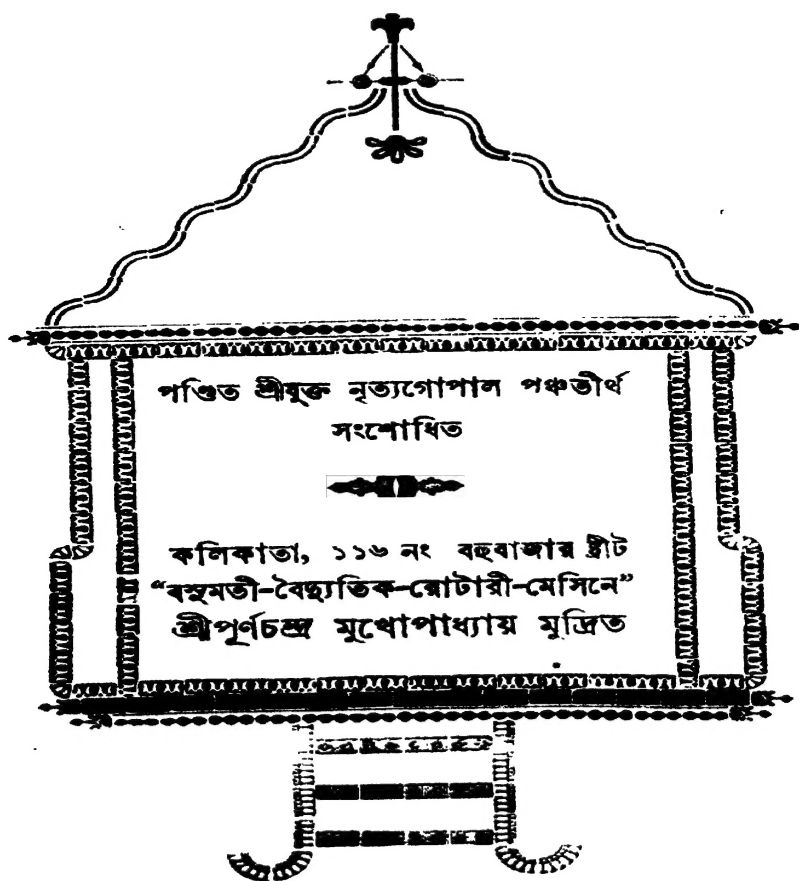 পণ্ডিত শ্রীযুক্ত নৃত্যগোপাল পঞ্চতীর্থ
সংশোধিত
কলিকাতা, ১১৬ নং বহুবাজার ষ্ট্রীট
“বসুমতী-বৈদ্যুতিক-রোটারী-মেসিনে”
শ্রীপূর্ণচন্দ্র মুখোপাধ্যায় মুদ্রিত